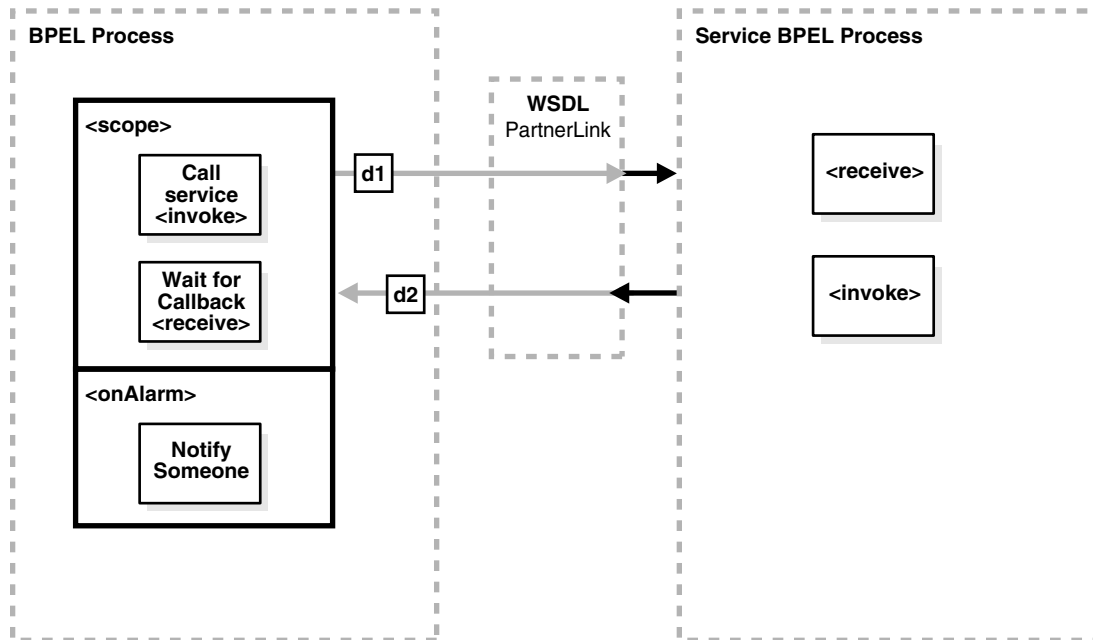 BPEL Process
<scope>
Call
service
<invoke>
Wait for
Callback
<receive>
<onAlarm>
Notify
Someone
d1
d2
WSDL
PartnerLink
Service BPEL Process
<receive>
<invoke>